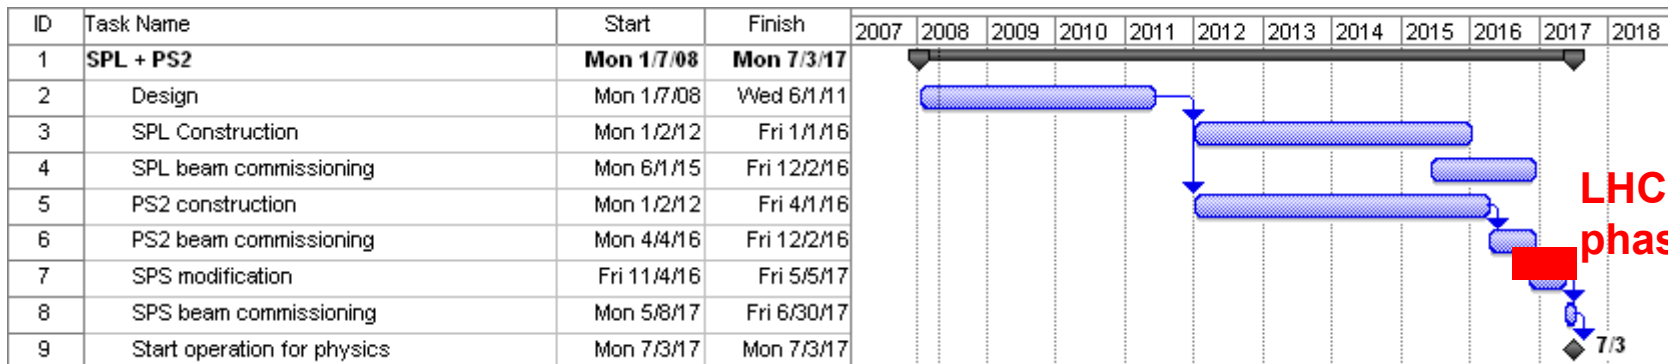 ID Task Name Start Finish 2007 2008 2009 2010 2011 2012 2013 2014 2015 2016 2017 2018
1 SPL + PS2 Mon 1/7/08 Mon 7/3/17
2 Design Mon 1/7/08 Wed 6/1/11
3 SPL Construction Mon 1/2/12 Fri 1/1/16
4 SPL beam commissioning Mon 6/1/15 Fri 12/2/16
5 PS2 construction Mon 1/2/12 Fri 4/1/16
LHC
6 PS2 beam commissioning Mon 4/4/16 Fri 12/2/16
phas
7 SPS modification Fri 11/4/16 Fri 5/5/17
8 SPS beam commissioning Mon 5/8/17 Fri 6/30/17
9 Start operation for physics Mon 7/3/17 Mon 7/3/17 7/3